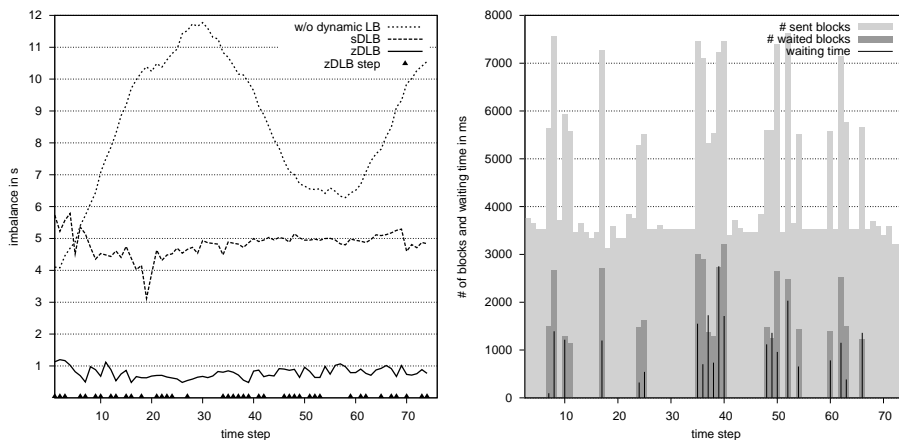 12
11
10
9
8
7
6
5
4
3
2
1
imbalance in s
w/o dynamic LB
sDLB
zDLB
zDLB step
10 20 30 40 50 60 70
time step
8000
7000
6000
5000
4000
3000
2000
1000
0
# of blocks and waiting time in ms
# sent blocks
# waited blocks
waiting time
10 20 30 40 50 60 70
time step